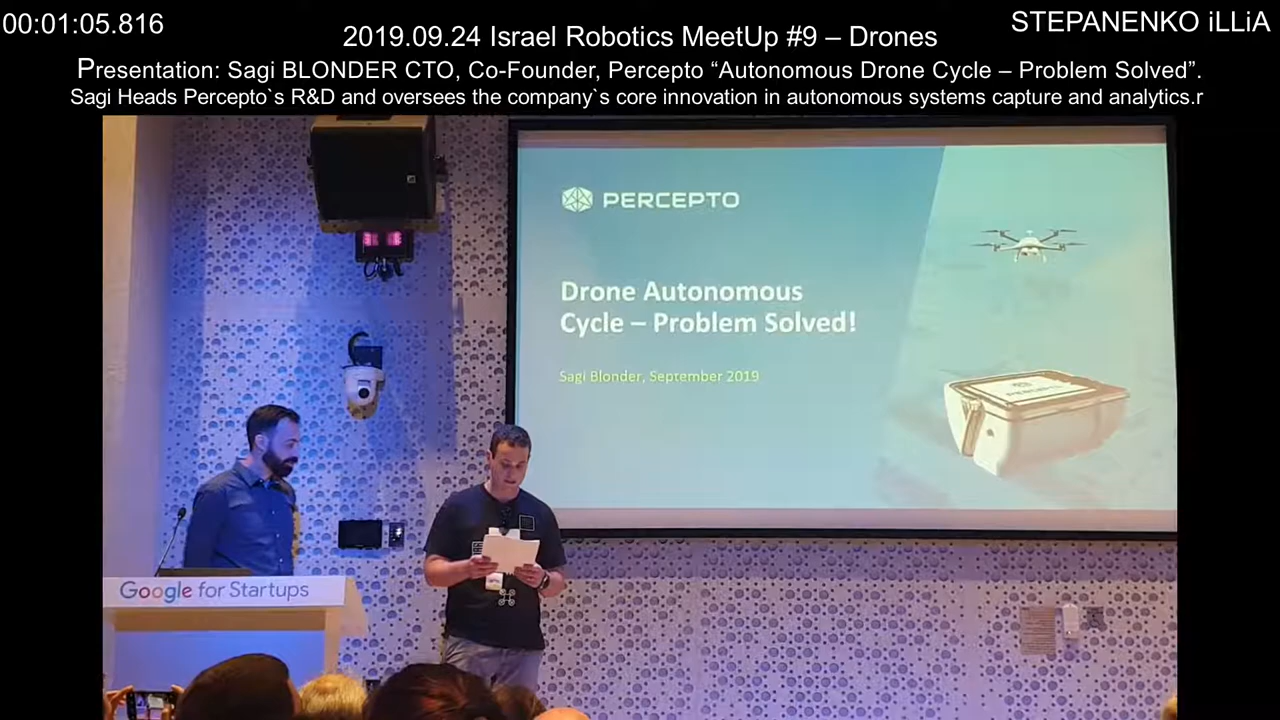 00:01:05.816
STEPANENKO iLLiA
2019.09.24 Israel Robotics MeetUp #9 – Drones
Presentation: Sagi BLONDER CTO, Co-Founder, Percepto “Autonomous Drone Cycle – Problem Solved”.
Sagi Heads Percepto`s R&D and oversees the company`s core innovation in autonomous systems capture and analytics.r
PERCEPTO
Drone Autonomous
Cycle – Problem Solved!
Sagi Blonder, September 2019
PERCEPTO
Google for Startups